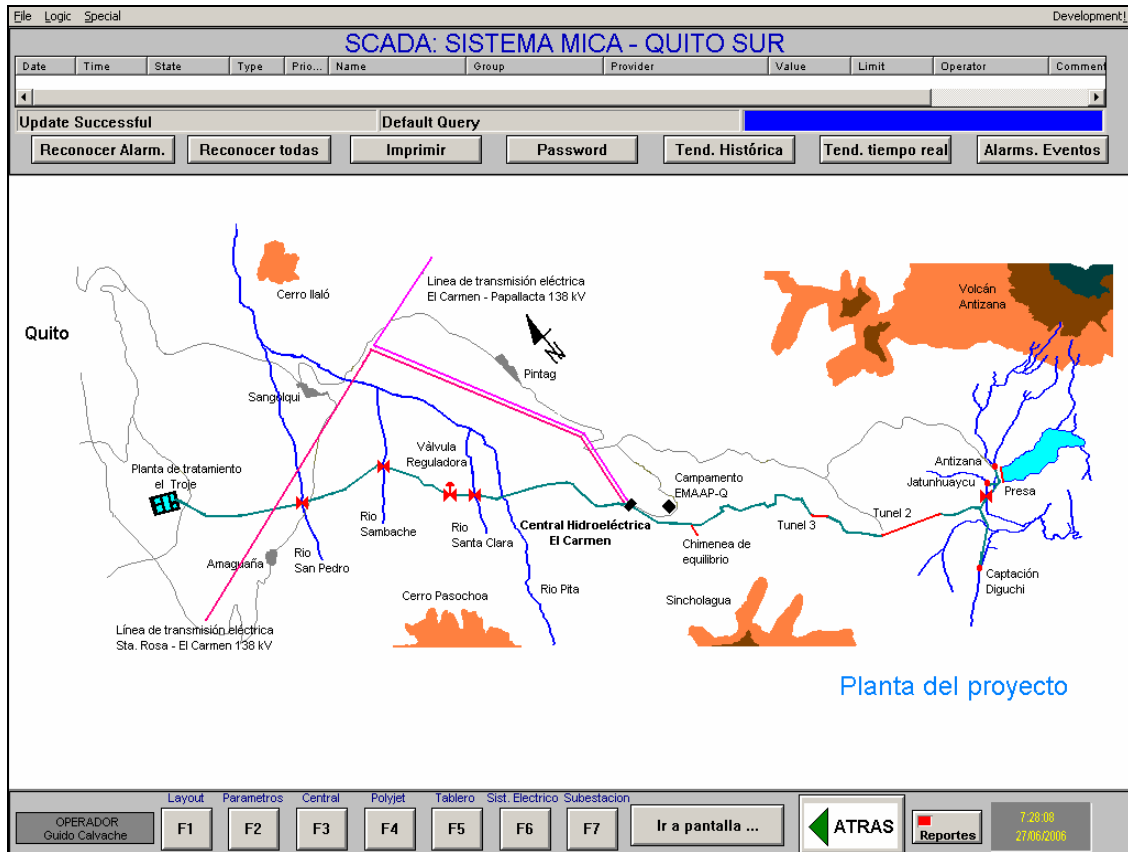 File Logic Special Development!
SCADA: SISTEMA MICA - QUITO SUR
Date Time State Type Prio... Name Group Provider Value Limit Operator Comment
Update Successful Default Query
Reconocer Alarm. Reconocer todas Imprimir Password Tend. Histórica Tend. tiempo real Alarms. Eventos
Cerro Ilaló
Linea de transmisión eléctrica
El Carmen - Papallacta 138 kV
Volcán
Antizana
Quito
N
Pintag
Sangolqui
Vàlvula
Reguladora
Planta de tratamiento
el Troje
Campamento
EMAAP-Q
Antizana
Jatunhuaycu
Presa
Rio
Sambache
Rio
Santa Clara
Central Hidroeléctrica
El Carmen
Tunel 3
Tunel 2
Chimenea de
equilibrio
Amaguaña
Rio
San Pedro
Rio Pita
Captación
Diguchi
Cerro Pasochoa
Sincholagua
Línea de transmisión eléctrica
Sta. Rosa - El Carmen 138 kV
Planta del proyecto
Layout Parametros Central Polyjet Tablero Sist. Electrico Subestacion
OPERADOR
Guido Calvache
F1 F2 F3 F4 F5 F6 F7 Ir a pantalla ... ATRAS Reportes
7:28:08
27/06/2006